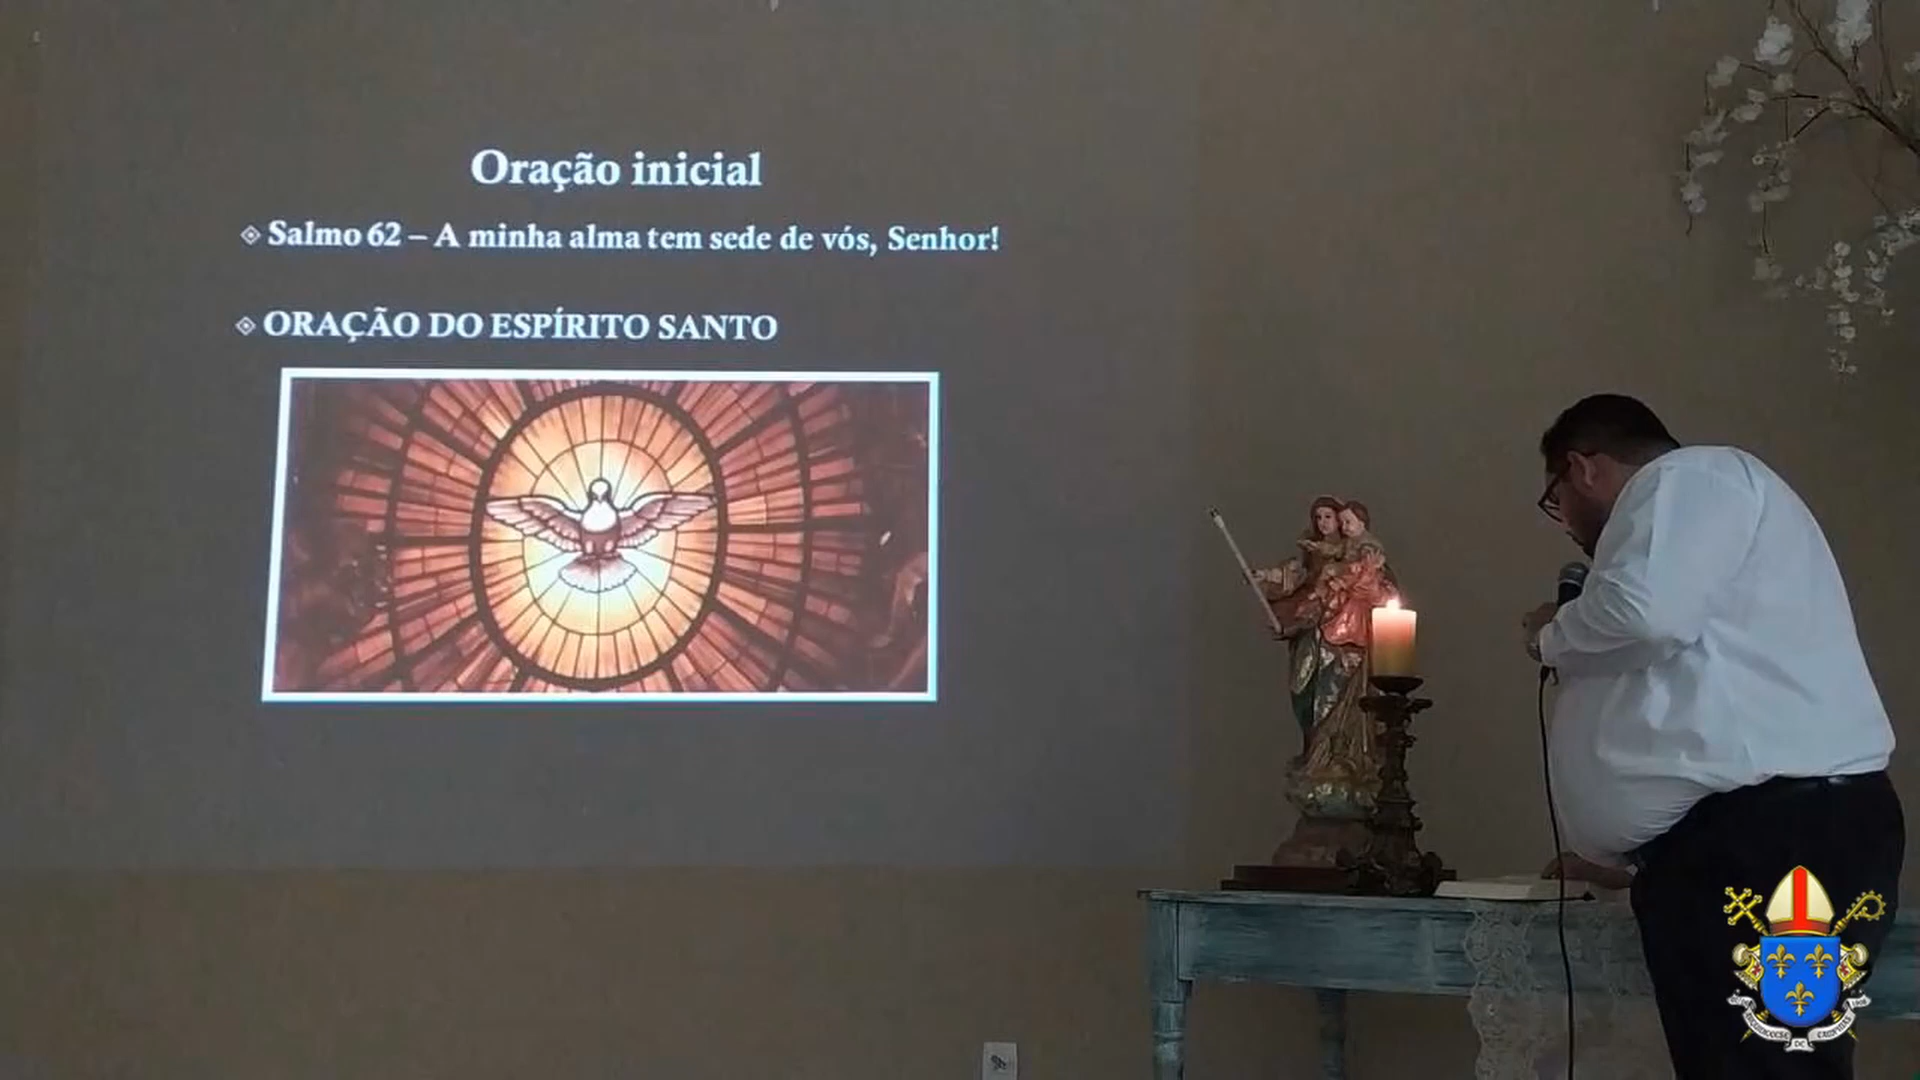 Oração inicial
Salmo 62 – A minha alma tem sede de vós, Senhor!
ORAÇÃO DO ESPÍRITO SANTO